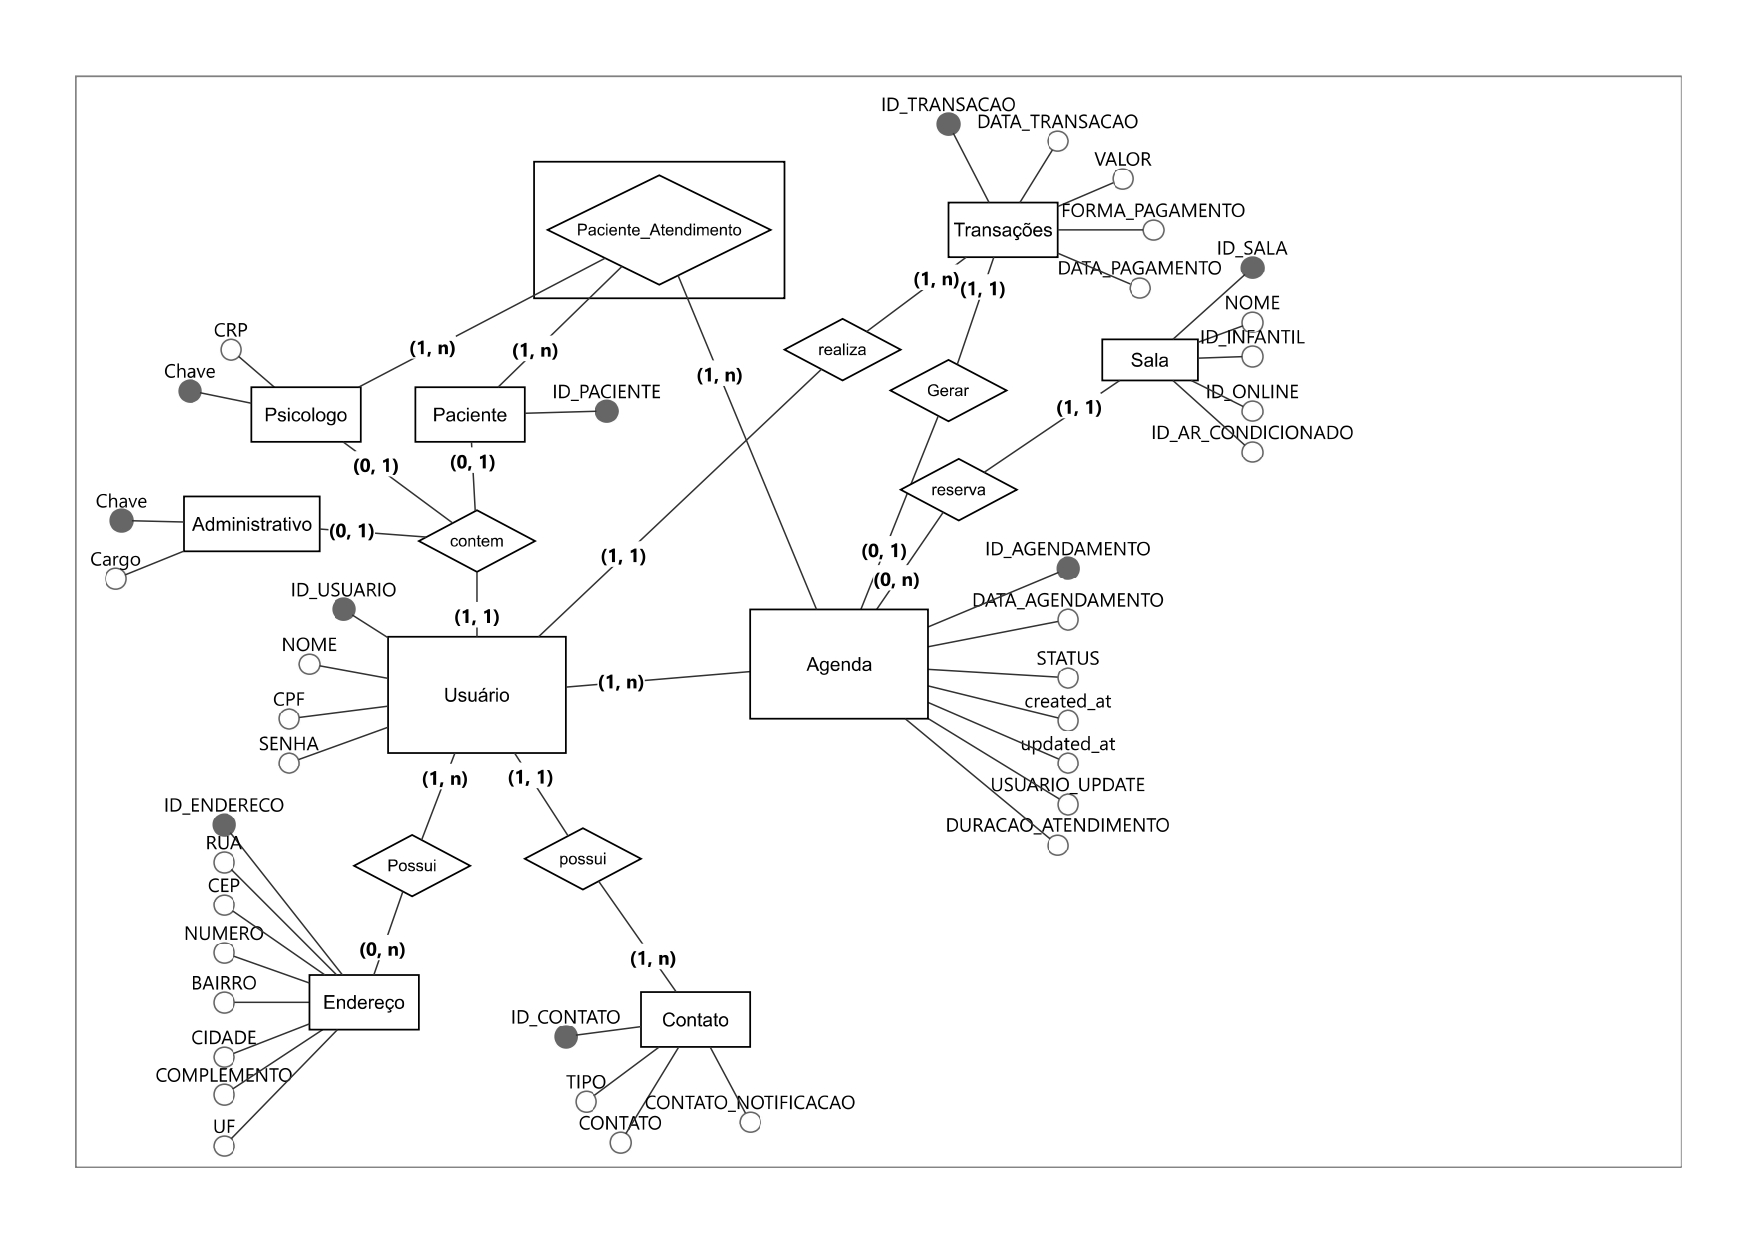 ID_TRANSACAO
DATA_TRANSACAO
VALOR
FORMA_PAGAMENTO
Transações
DATA_PAGAMENTO
Paciente_Atendimento
ID_SALA
NOME
ID_INFANTIL
Sala
ID_ONLINE
ID_AR_CONDICIONADO
(1, n)
(1, 1)
realiza
Gerar
(1, 1)
reserva
CRP
Chave
Psicologo
(1, n)
(1, n)
(1, n)
Paciente
ID_PACIENTE
(0, 1)
(0, 1)
Chave
Administrativo
(0, 1)
Cargo
contem
(1, 1)
(0, 1)
(0, n)
ID_USUARIO
(1, 1)
NOME
CPF
SENHA
Usuário
(1, n)
Agenda
ID_AGENDAMENTO
DATA_AGENDAMENTO
STATUS
created_at
updated_at
USUARIO_UPDATE
DURACAO_ATENDIMENTO
(1, n)
(1, 1)
Possui
possui
(0, n)
(1, n)
ID_ENDERECO
RUA
CEP
NUMERO
BAIRRO
Endereço
CIDADE
COMPLEMENTO
UF
ID_CONTATO
Contato
TIPO
CONTATO_NOTIFICACAO
CONTATO